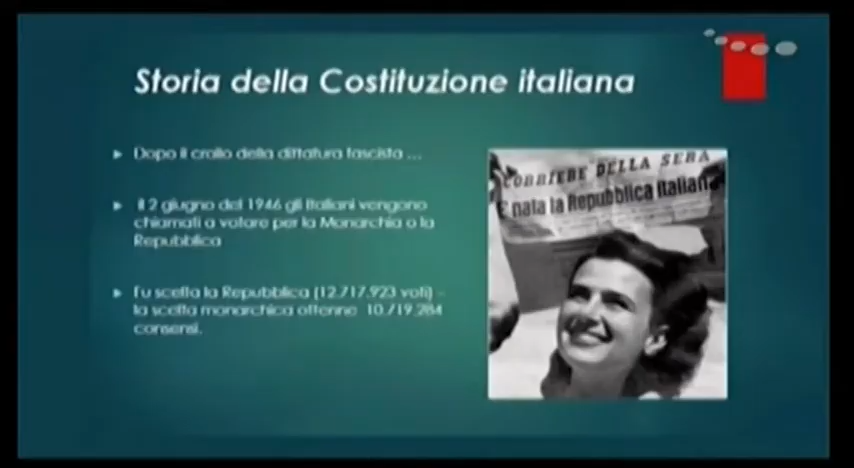 Storia della Costituzione italiana
Dopo il crollo della dittatura fascista ...
Il 2 giugno del 1946 gli Italiani vengono
chiamati a votare per la Monarchia o la
Repubblica
Fu scelta la Repubblica (12.717.923 voti) -
la scelta monarchica ottenne 10.719.284
consensi.
CORRIERE DELLA SERA
È nata la Repubblica Italiana